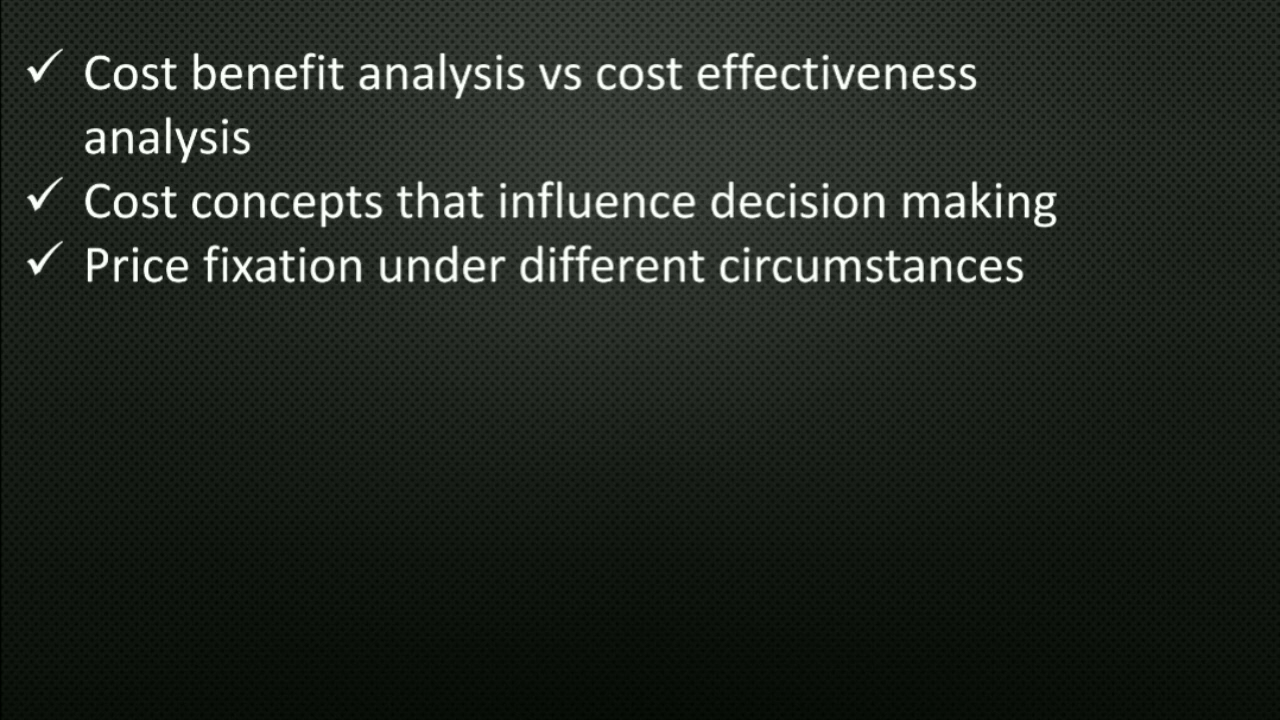 ✓ Cost benefit analysis vs cost effectiveness
analysis
✓ Cost concepts that influence decision making
✓ Price fixation under different circumstances